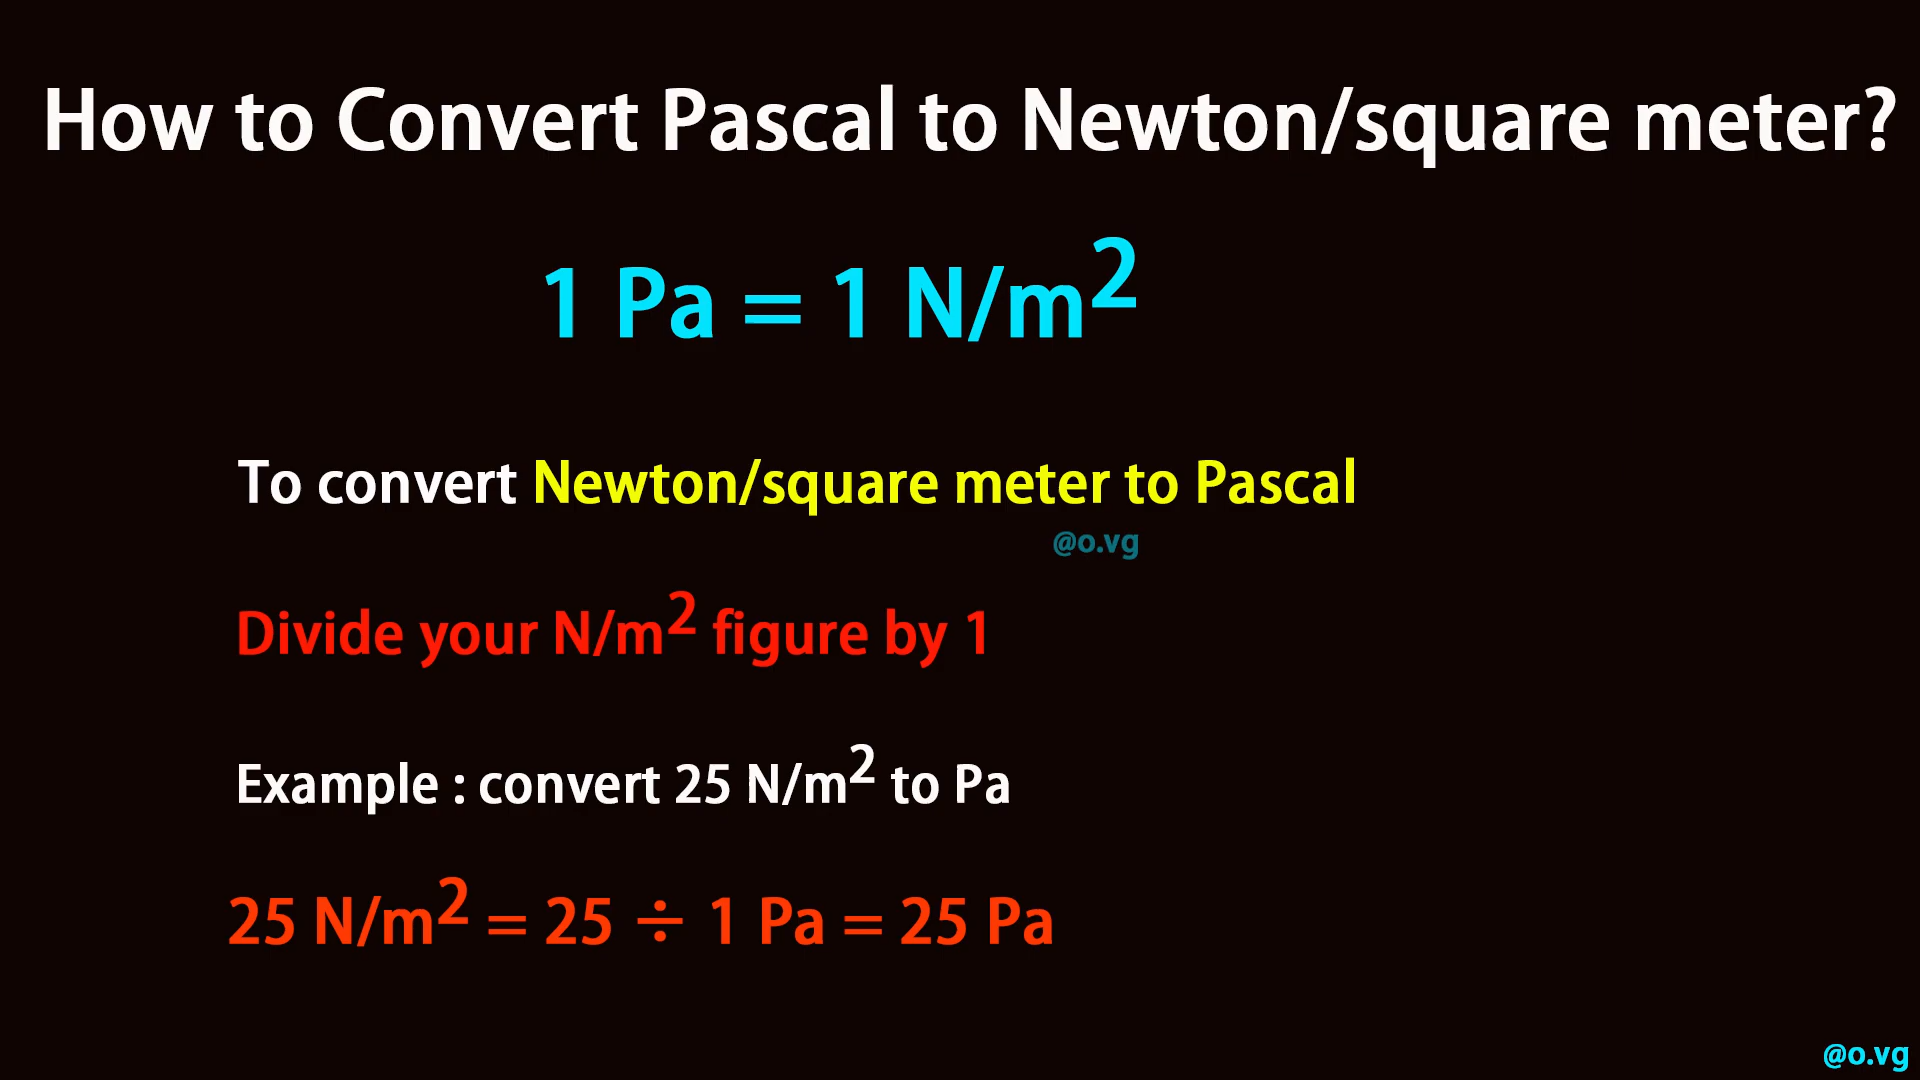 How to Convert Pascal to Newton/square meter?
1 Pa = 1 N/m²
To convert Newton/square meter to Pascal
@o.vg
Divide your N/m² figure by 1
Example : convert 25 N/m² to Pa
25 N/m² = 25 ÷ 1 Pa = 25 Pa
@o.vg